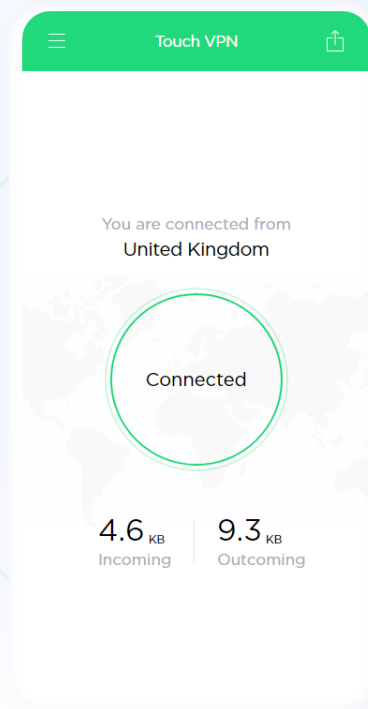 Touch VPN
You are connected from
United Kingdom
Connected
4.6 KB 9.3 KB
Incoming Outcoming